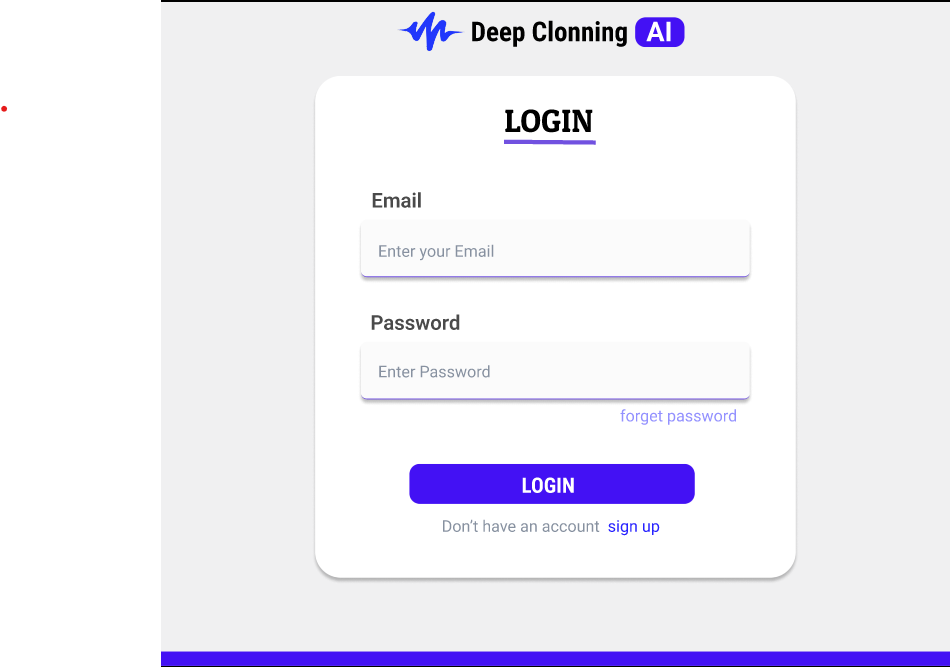 Deep Clonning AI
LOGIN
Email
Enter your Email
Password
Enter Password
forget password
LOGIN
Don't have an account sign up